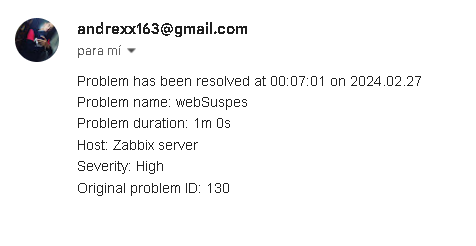 andrexx163@gmail.com
para mí
Problem has been resolved at 00:07:01 on 2024.02.27
Problem name: webSuspes
Problem duration: 1m 0s
Host: Zabbix server
Severity: High
Original problem ID: 130